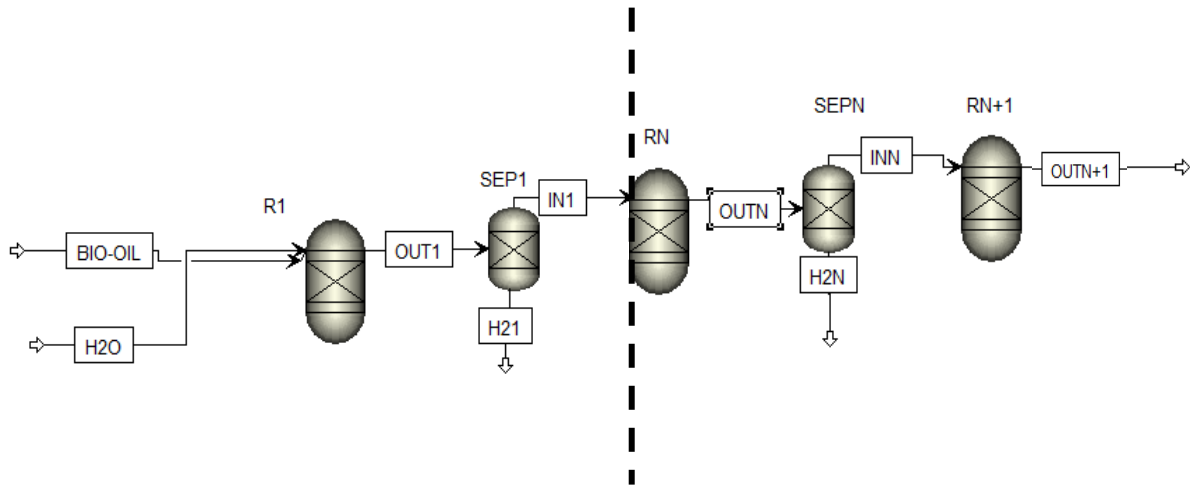 SEPN
RN+1
RN
INN
OUTN+1
SEP1
IN1
OUTN
R1
BIO-OIL
OUT1
H2N
H21
H2O